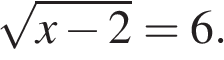 √(x − 2) = 6.